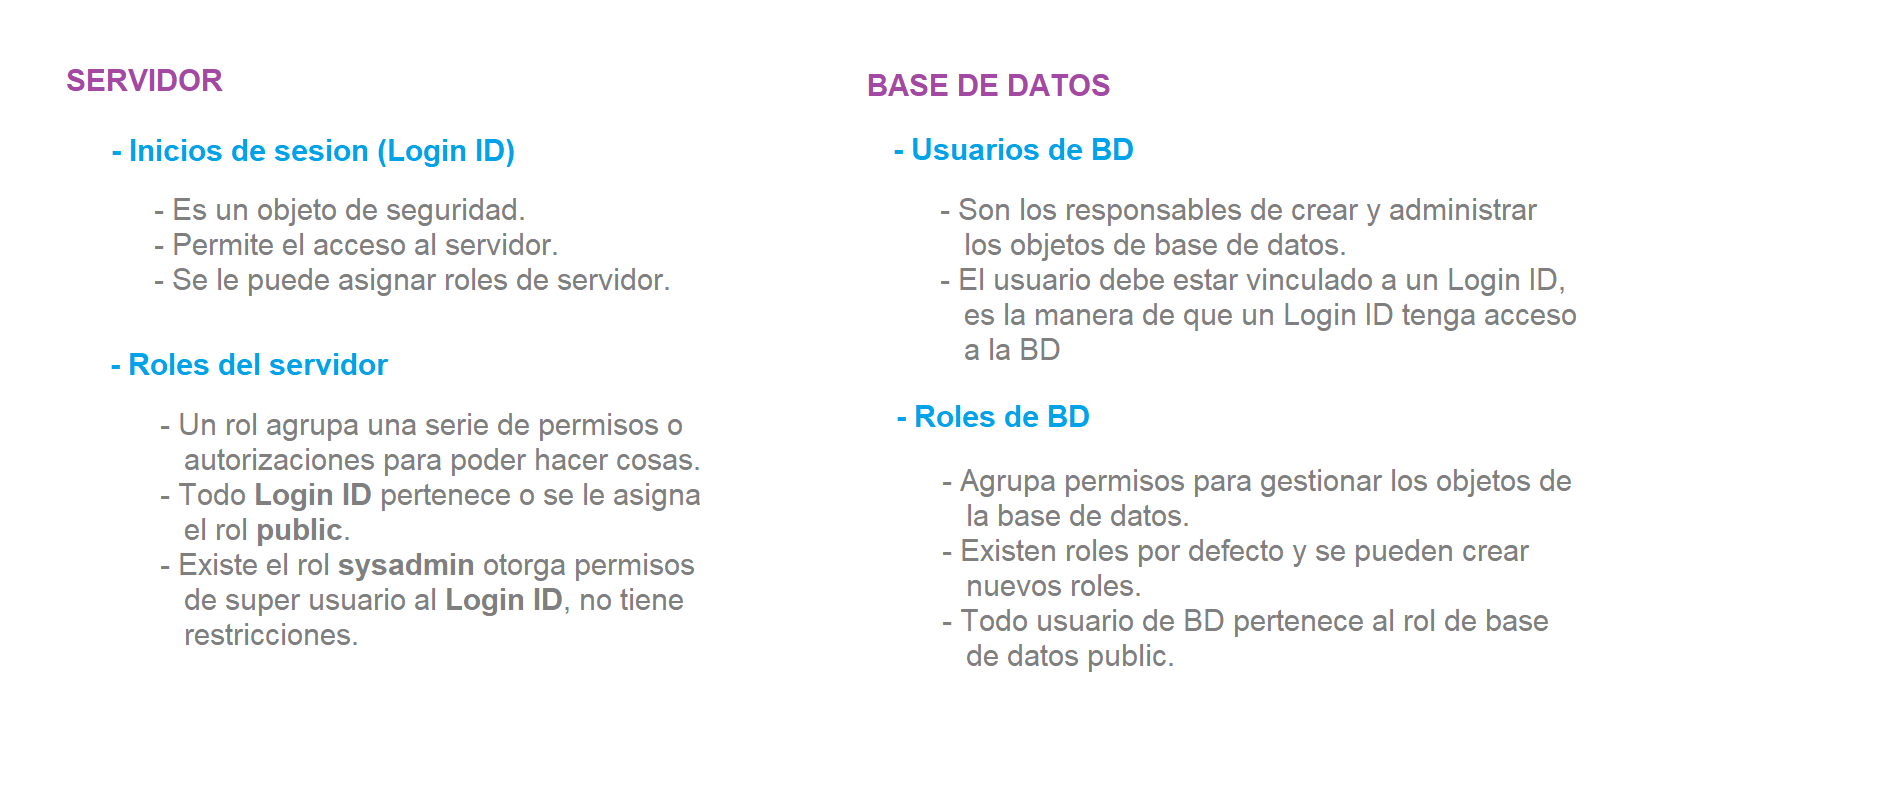 SERVIDOR
- Inicios de sesion (Login ID)
- Es un objeto de seguridad.
- Permite el acceso al servidor.
- Se le puede asignar roles de servidor.
- Roles del servidor
- Un rol agrupa una serie de permisos o
autorizaciones para poder hacer cosas.
- Todo Login ID pertenece o se le asigna
el rol public.
- Existe el rol sysadmin otorga permisos
de super usuario al Login ID, no tiene
restricciones.
BASE DE DATOS
- Usuarios de BD
- Son los responsables de crear y administrar
los objetos de base de datos.
- El usuario debe estar vinculado a un Login ID,
es la manera de que un Login ID tenga acceso
a la BD
- Roles de BD
- Agrupa permisos para gestionar los objetos de
la base de datos.
- Existen roles por defecto y se pueden crear
nuevos roles.
- Todo usuario de BD pertenece al rol de base
de datos public.